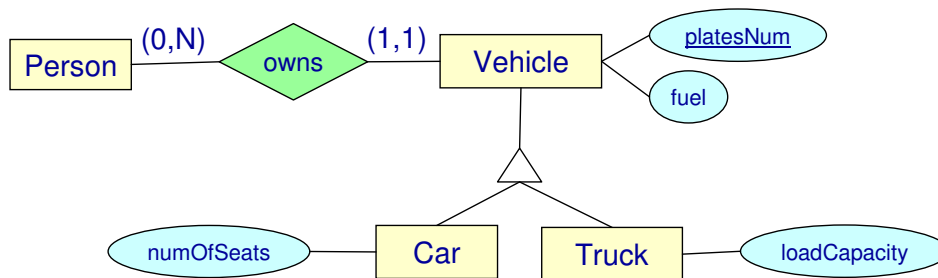 (0,N)
(1,1)
platesNum
Person
owns
Vehicle
fuel
numOfSeats
Car
Truck
loadCapacity